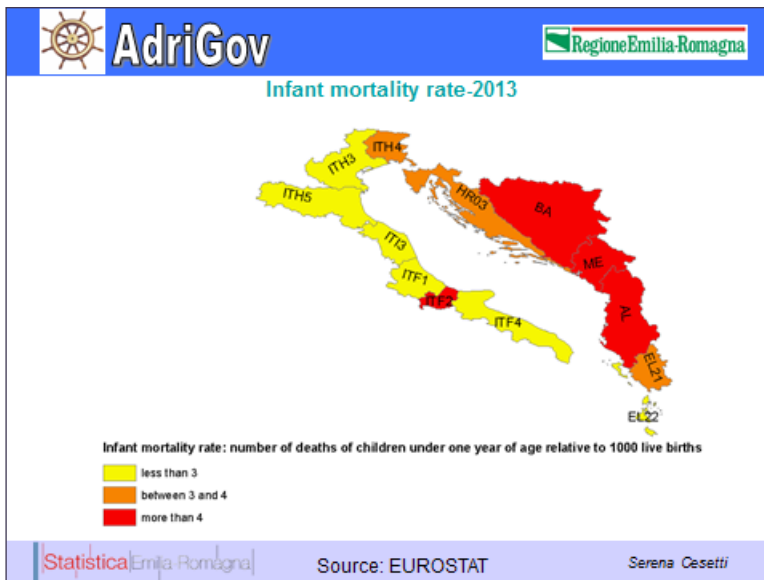 AdriGov
RegioneEmilia-Romagna
Infant mortality rate-2013
ITH4
ITH3
ITH5
HR03
BA
ITI3
ME
ITF1
ITF2
AL
ITF4
EL21
EL22
Infant mortality rate: number of deaths of children under one year of age relative to 1000 live births
less than 3
between 3 and 4
more than 4
Statistica Emilia-Romagna
Source: EUROSTAT
Serena Cesetti